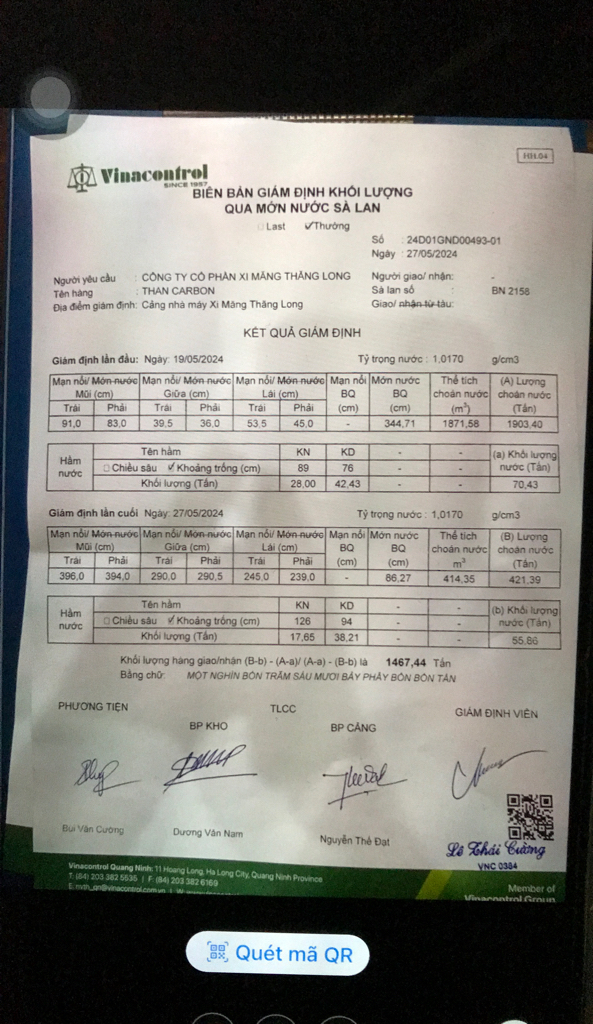 HH.04
Vinacontrol
SINCE 1957
BIÊN BẢN GIÁM ĐỊNH KHỐI LƯỢNG
QUA MỚN NƯỚC SÀ LAN
Last ✓Thường
Số : 24D01GND00493-01
Ngày : 27/05/2024
Người yêu cầu : CÔNG TY CỔ PHẦN XI MĂNG THĂNG LONG Người giao/ nhận: -
Tên hàng : THAN CARBON Sà lan số : BN 2158
Địa điểm giám định: Cảng nhà máy Xi Măng Thăng Long Giao/ nhận từ tàu:
KẾT QUẢ GIÁM ĐỊNH
Giám định lần đầu: Ngày: 19/05/2024 Tỷ trọng nước : 1,0170 g/cm3
Mạn nổi/ Món nước Mạn nổi/ Món nước Mạn nổi/ Món nước Mạn nổi Mớn nước Thể tích (A) Lượng
Mũi (cm) Giữa (cm) Lái (cm) BQ BQ choán nước choán nước
Trái Phải Trái Phải Trái Phải (cm) (cm) (m³) (Tấn)
91,0 83,0 39,5 36,0 53,5 45,0 - 344,71 1871,58 1903,40
Hầm nước Tên hầm KN KD - - (a) Khối lượng nước (Tấn)
☐ Chiều sâu ✓ Khoảng trống (cm) 89 76 - -
Khối lượng (Tấn) 28,00 42,43 - - 70,43
Giám định lần cuối Ngày: 27/05/2024 Tỷ trọng nước : 1,0170 g/cm3
Mạn nổi/ Món nước Mạn nổi/ Món nước Mạn nổi/ Món nước Mạn nổi Mớn nước Thể tích (B) Lượng
Mũi (cm) Giữa (cm) Lái (cm) BQ BQ choán nước choán nước
Trái Phải Trái Phải Trái Phải (cm) (cm) m³ (Tấn)
396,0 394,0 290,0 290,5 245,0 239,0 - 86,27 414,35 421,39
Hầm nước Tên hầm KN KD - - (b) Khối lượng nước (Tấn)
☐ Chiều sâu ✓ Khoảng trống (cm) 126 94 - -
Khối lượng (Tấn) 17,65 38,21 - - 55,86
Khối lượng hàng giao/nhận (B-b) - (A-a)/ (A-a) - (B-b) là 1467,44 Tấn
Bằng chữ: MỘT NGHÌN BỐN TRĂM SÁU MƯƠI BẢY PHẨY BỐN BỐN TẤN
PHƯƠNG TIỆN TLCC GIÁM ĐỊNH VIÊN
BP KHO BP CẢNG
Bùi Văn Cường Dương Văn Nam Nguyễn Thế Đạt Lê Thái Cường
VNC 0384
Vinacontrol Quang Ninh: 11 Hoang Long, Ha Long City, Quang Ninh Province
T: (84) 203 382 5535 | F: (84) 203 382 6169
Member of
Vinacontrol Group
Quét mã QR